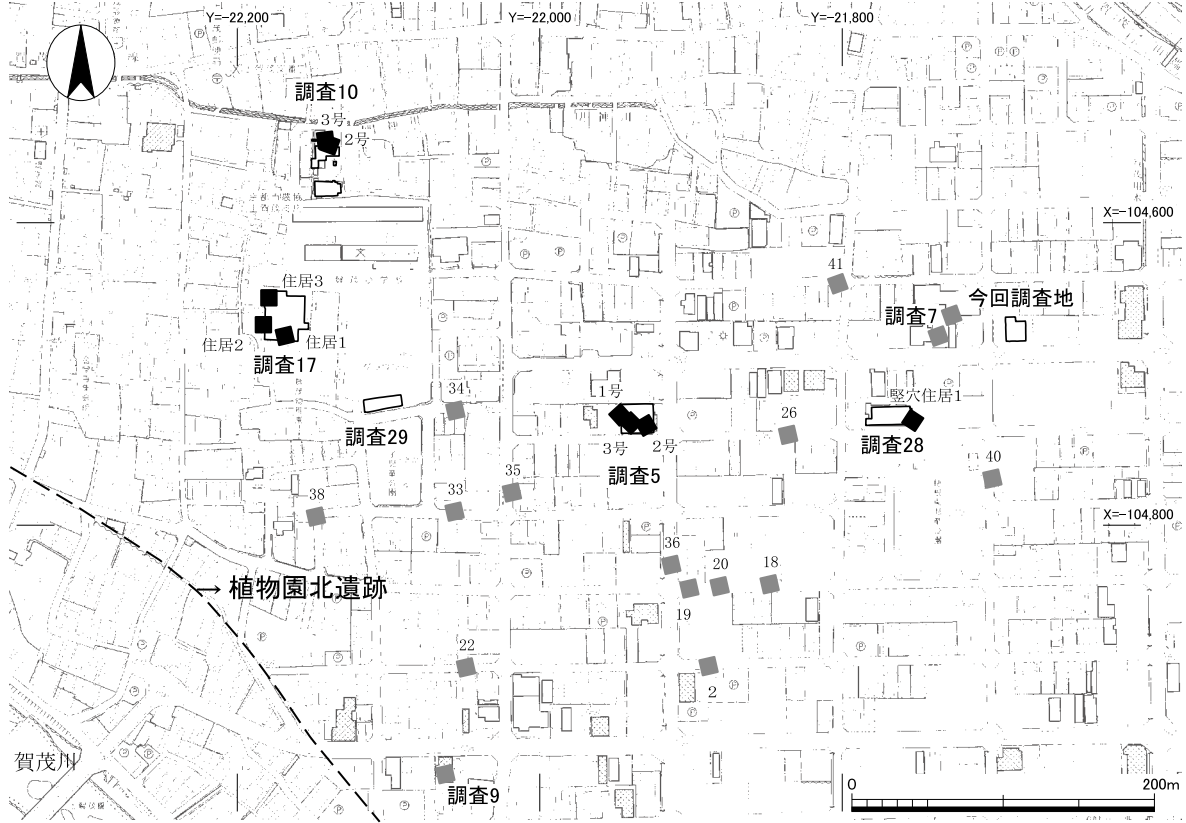 Y=-22,200
Y=-22,000
Y=-21,800
調査10
3号
2号
X=-104,600
文
41
住居3
今回調査地
調査7
住居2
住居1
調査17
34
1号
竪穴住居1
26
調査29
3号
2号
調査28
調査5
35
40
38
33
X=-104,800
36
20
18
→ 植物園北遺跡
19
22
2
賀茂川
調査9
0
200m